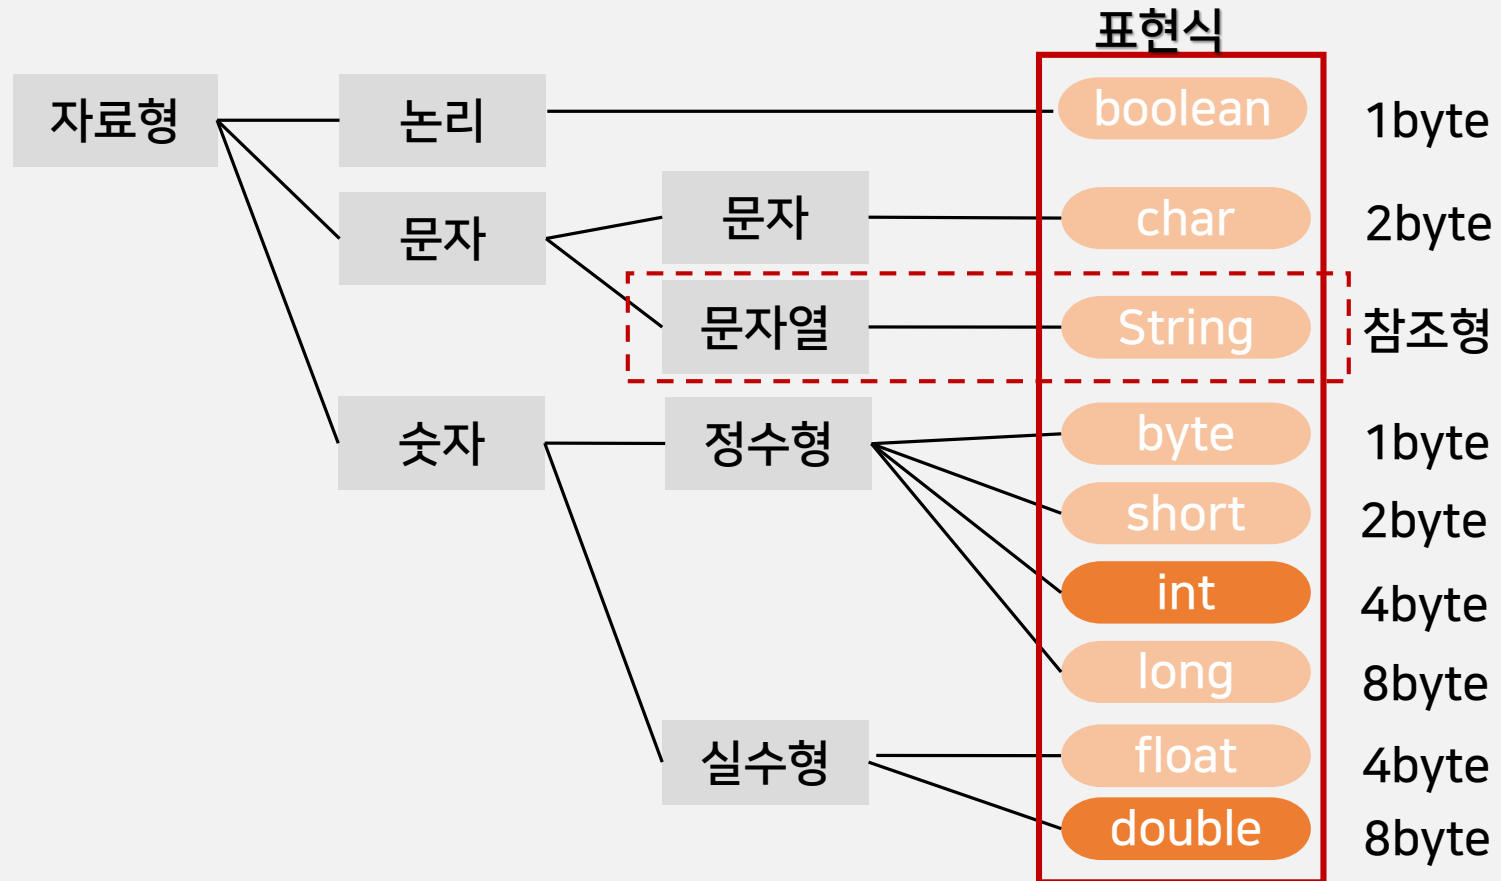 표현식
자료형
논리
boolean
1byte
문자
문자
char
2byte
문자열
String
참조형
숫자
정수형
byte
1byte
short
2byte
int
4byte
long
8byte
실수형
float
4byte
double
8byte